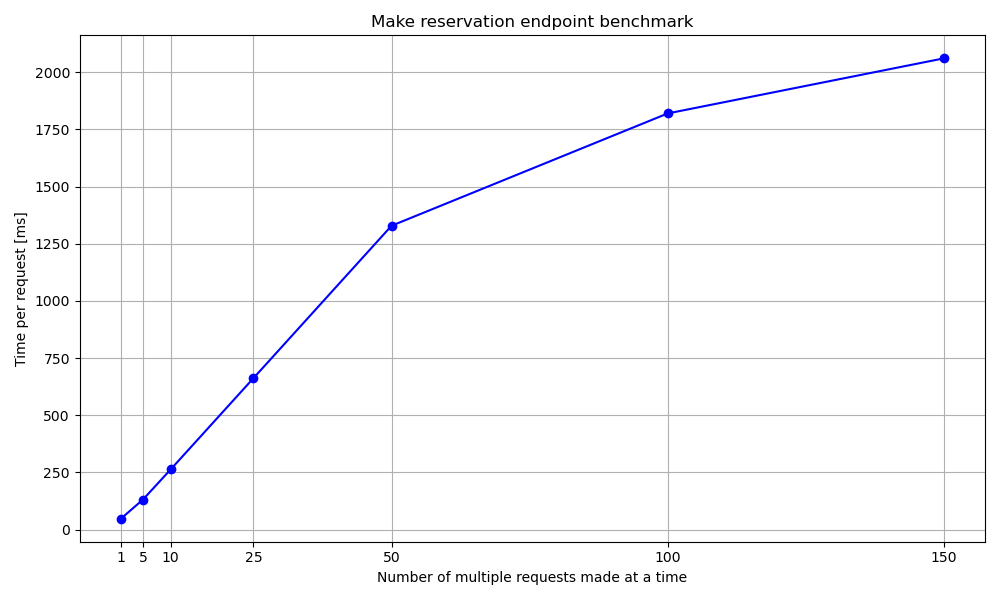 Make reservation endpoint benchmark
Time per request [ms]
2000
1750
1500
1250
1000
750
500
250
0
1 5 10 25 50 100 150
Number of multiple requests made at a time